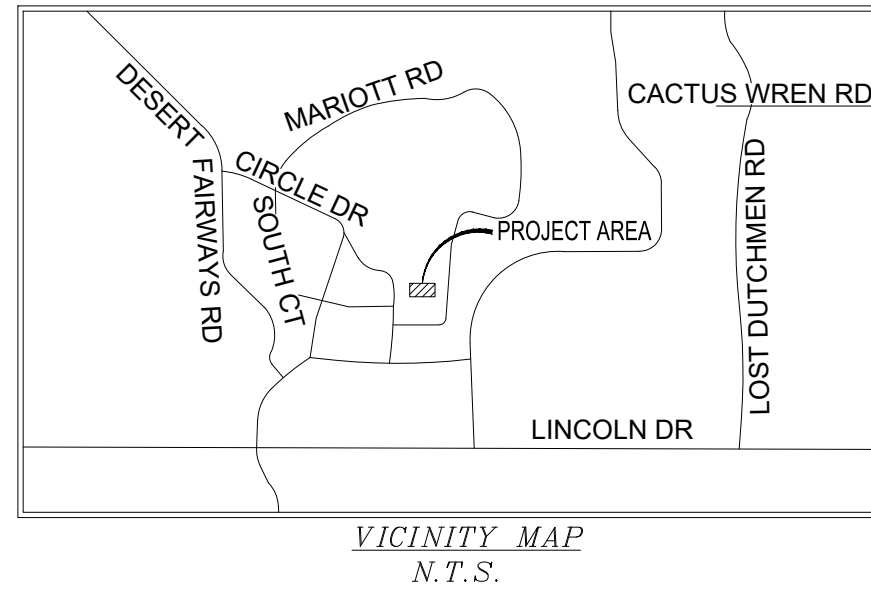 DESERT FAIRWAYS RD
MARIOTT RD
CACTUS WREN RD
CIRCLE DR
SOUTH CT
PROJECT AREA
LOST DUTCHMEN RD
LINCOLN DR
VICINITY MAP
N.T.S.